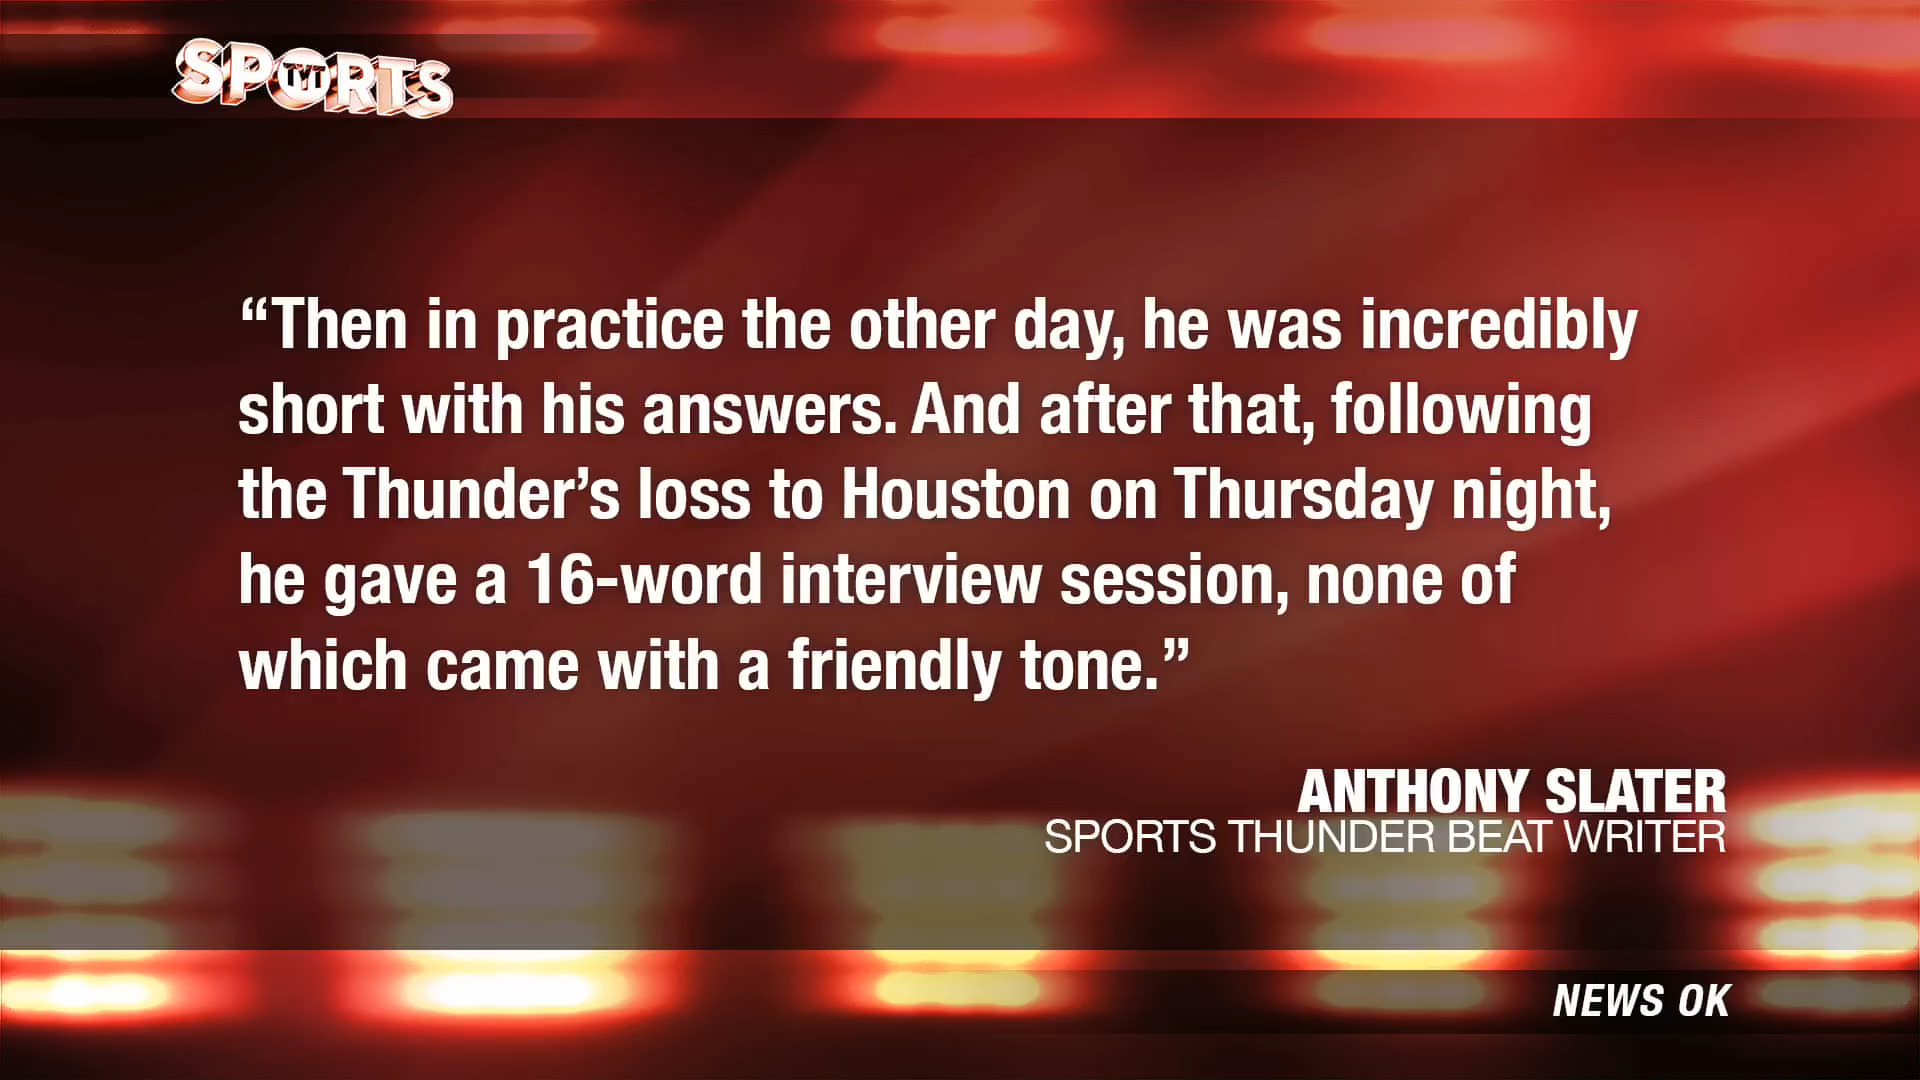 SPORTS
TYT
“Then in practice the other day, he was incredibly
short with his answers. And after that, following
the Thunder’s loss to Houston on Thursday night,
he gave a 16-word interview session, none of
which came with a friendly tone.”
ANTHONY SLATER
SPORTS THUNDER BEAT WRITER
NEWS OK